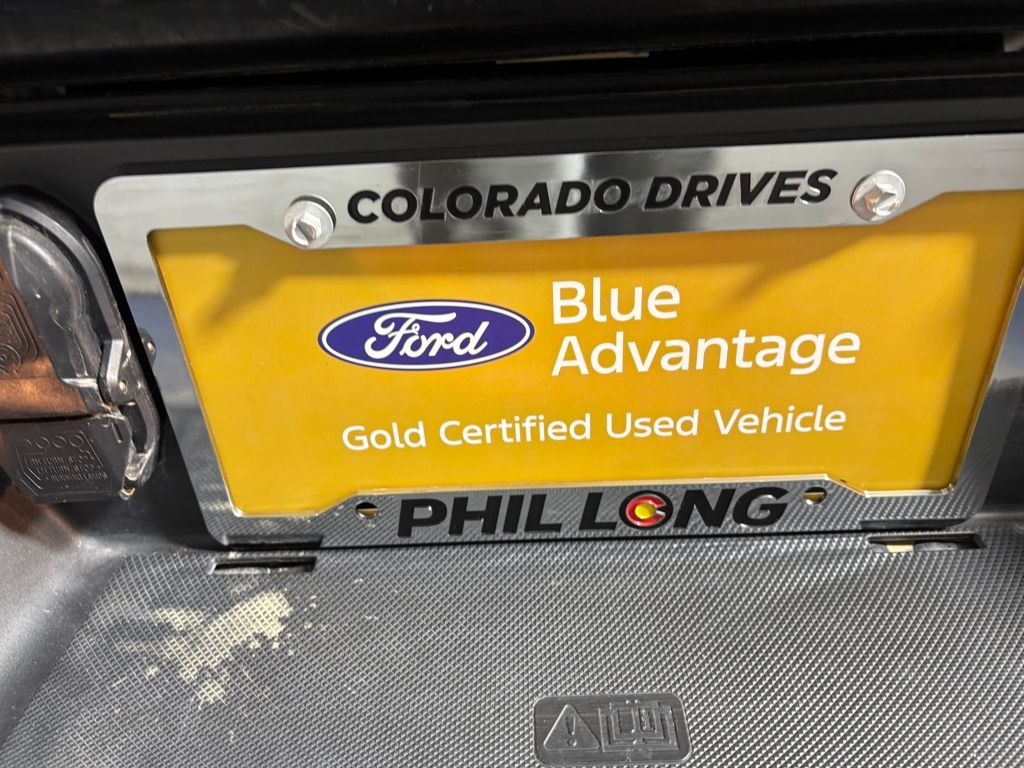 COLORADO DRIVES
Ford
Blue
Advantage
Gold Certified Used Vehicle
PHIL LONG